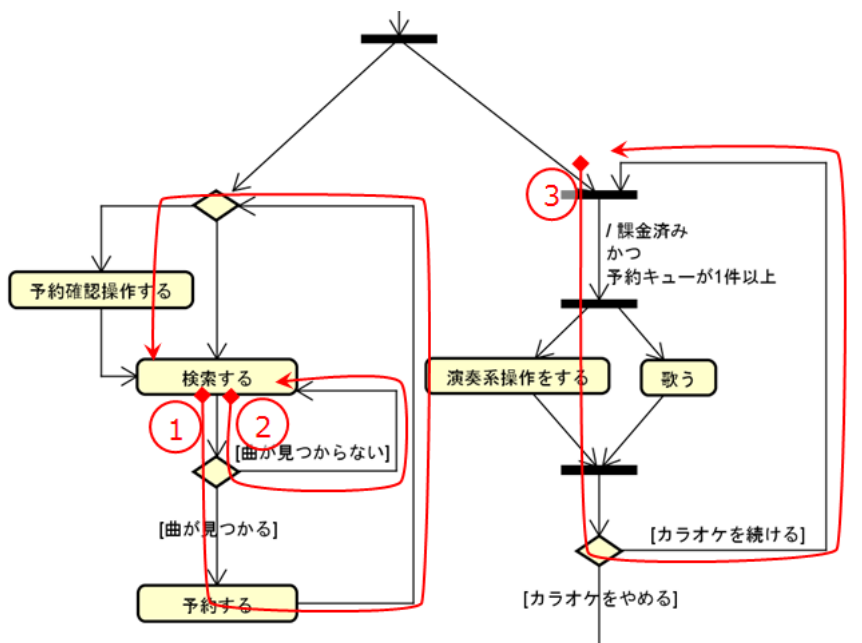 ③
/ 課金済み
かつ
予約キューが1件以上
予約確認操作する
検索する
演奏系操作をする
歌う
①
②
[曲が見つからない]
[曲が見つかる]
[カラオケを続ける]
予約する
[カラオケをやめる]